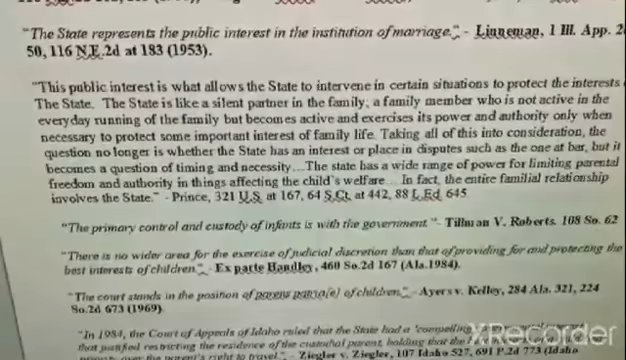 "The State represents the public interest in the institution of marriage." - Linneman, 1 Ill. App. 2
50, 116 N.E.2d at 183 (1953).
"This public interest is what allows the State to intervene in certain situations to protect the interests
The State. The State is like a silent partner in the family, a family member who is not active in the
everyday running of the family but becomes active and exercises its power and authority only when
necessary to protect some important interest of family life. Taking all of this into consideration, the
question no longer is whether the State has an interest or place in disputes such as the one at bar, but it
becomes a question of timing and necessity...The state has a wide range of power for limiting parental
freedom and authority in things affecting the child's welfare... In fact, the entire familial relationship
involves the State." - Prince, 321 U.S. at 167, 64 S.Ct. at 442, 88 L.Ed. 645
"The primary control and custody of infants is with the government." - Tillman V. Roberts. 108 So. 62
"There is no wider area for the exercise of judicial discretion than that of providing for and protecting the
best interests of children." - Ex parte Handley, 460 So.2d 167 (Ala.1984).
"The court stands in the position of of children." - Ayers v. Kelley, 284 Ala. 321, 224
So.2d 673 (1969).
"In 1984, the Court of Appeals of Idaho ruled that the State had a 'compelling
that justified restricting the residence of the custodial parent, holding that the
over the parent's right to travel." - Ziegler v. Ziegler, 107 Idaho 527, 691 P.2d 773 (Idaho
XRecorder